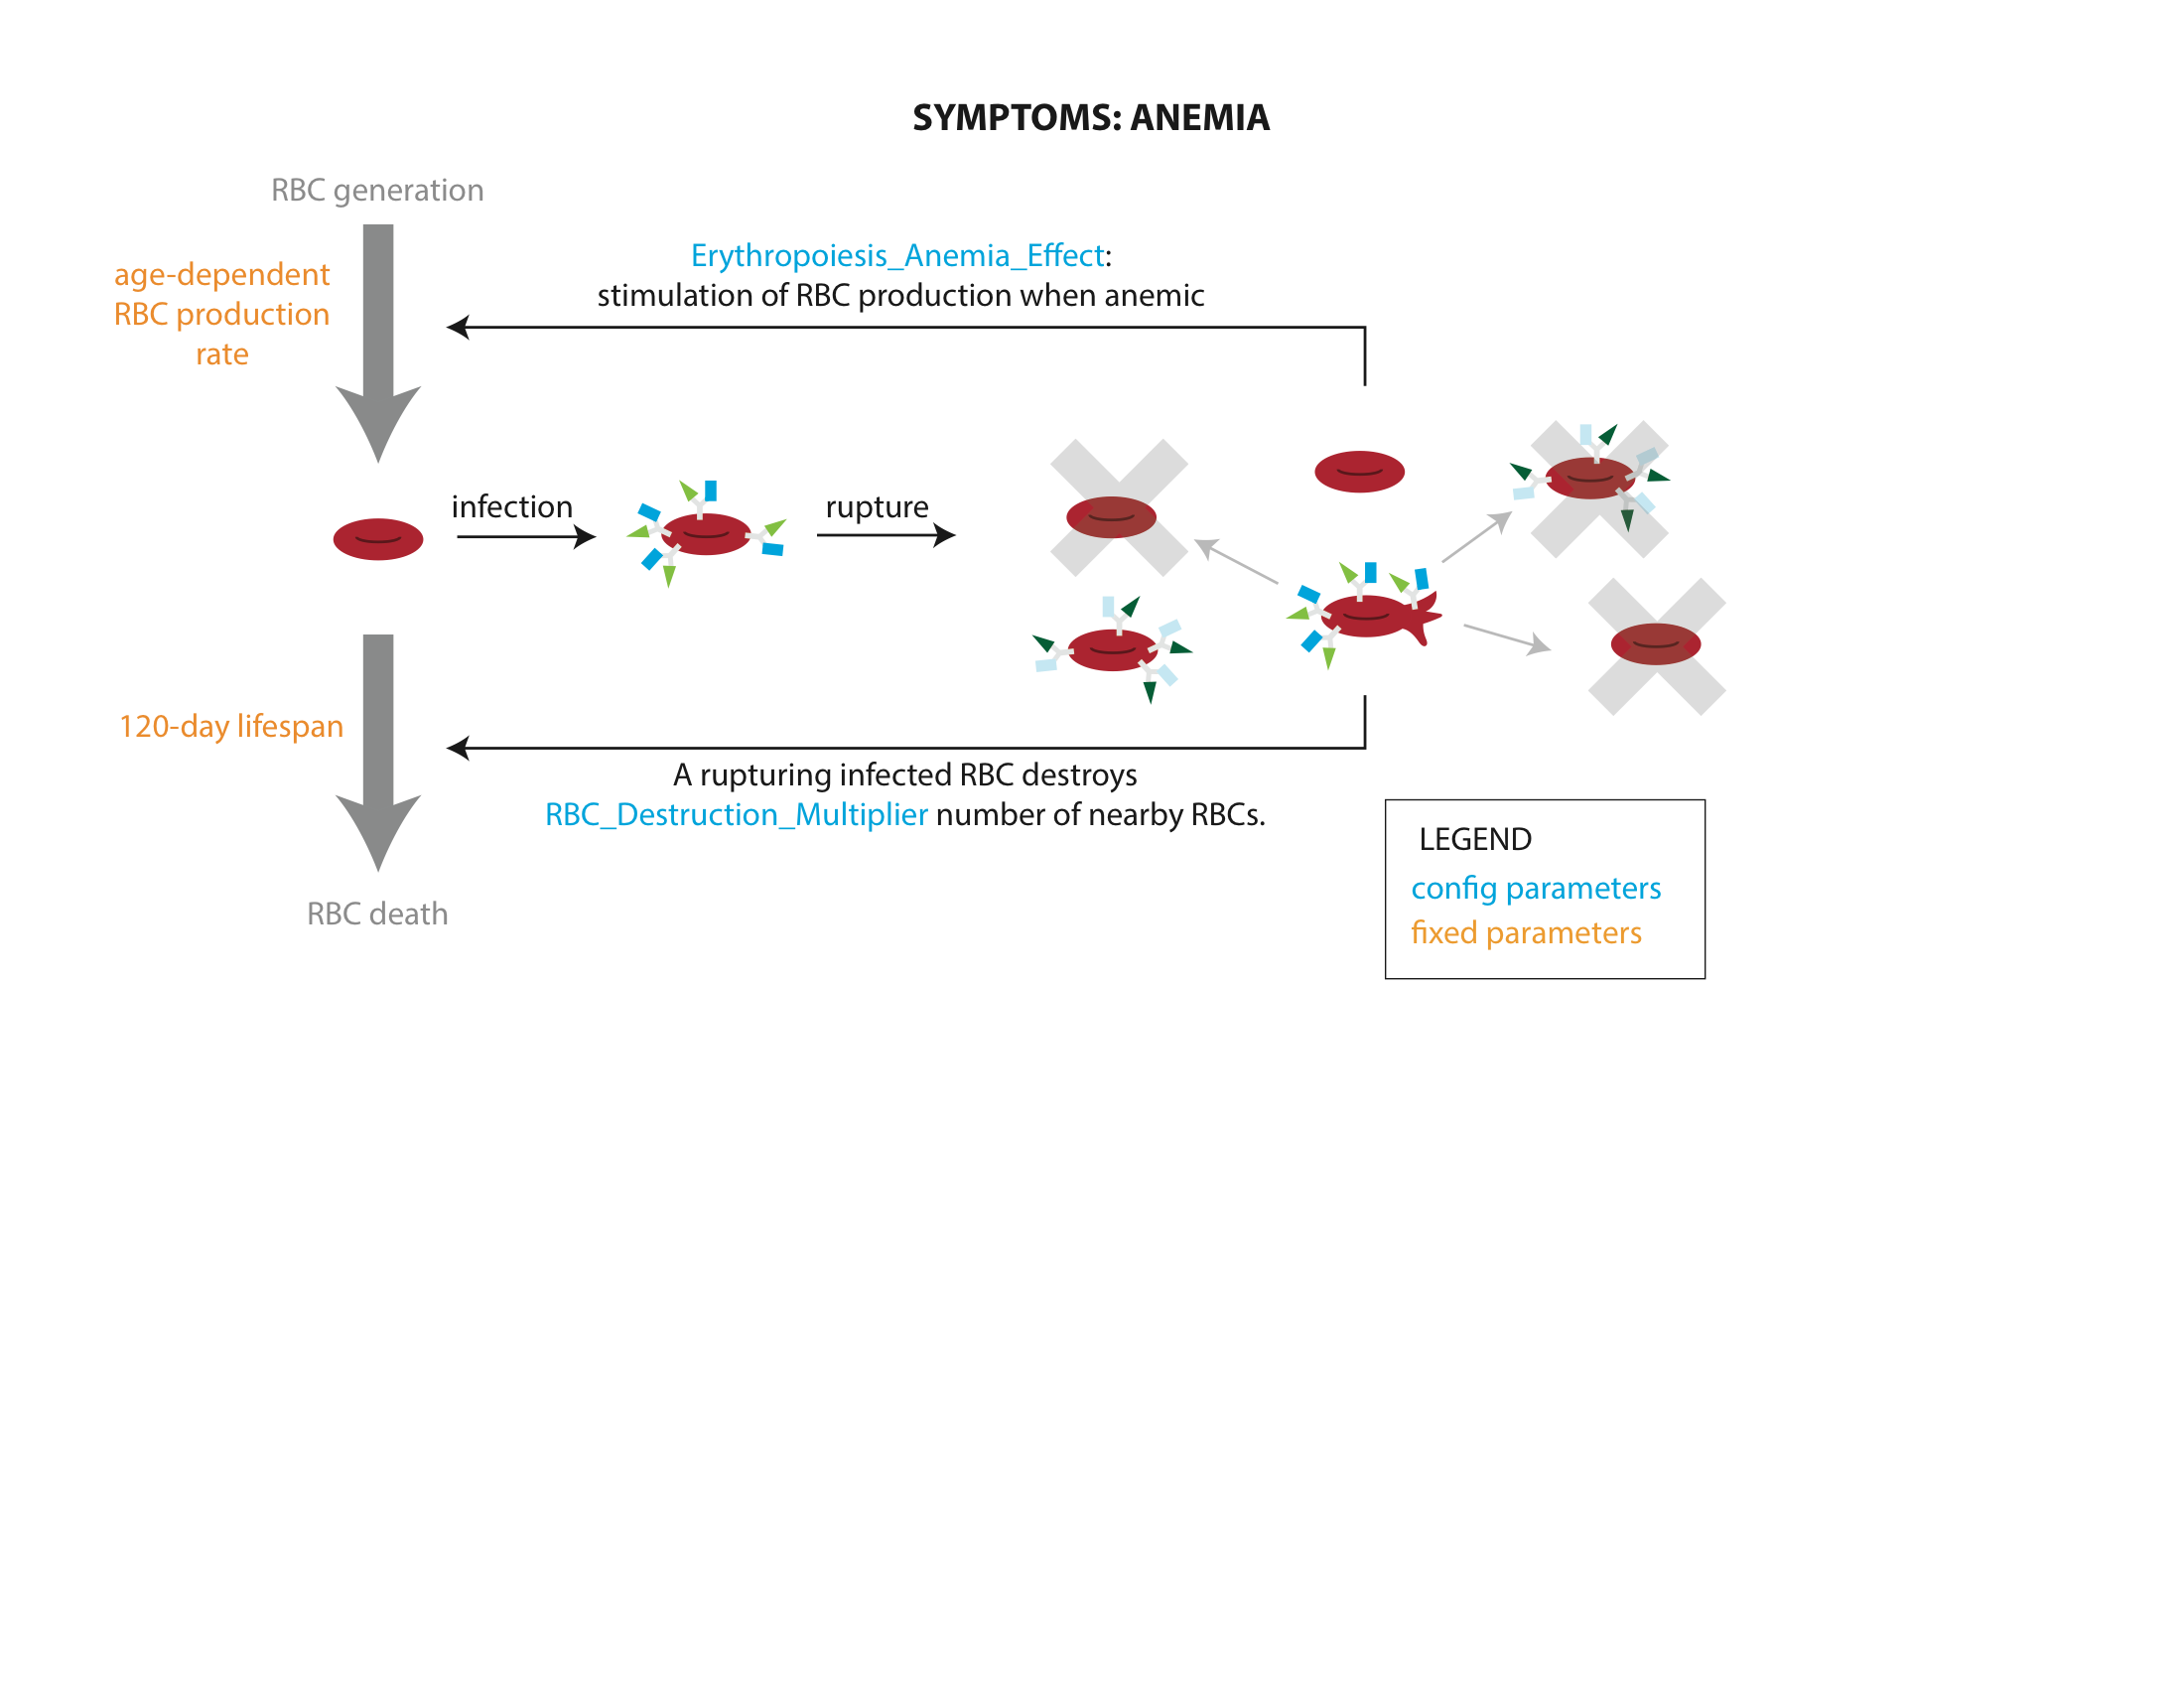 SYMPTOMS: ANEMIA
RBC generation
age-dependent
RBC production
rate
Erythropoiesis_Anemia_Effect:
stimulation of RBC production when anemic
infection
rupture
120-day lifespan
A rupturing infected RBC destroys
RBC_Destruction_Multiplier number of nearby RBCs.
RBC death
LEGEND
config parameters
fixed parameters